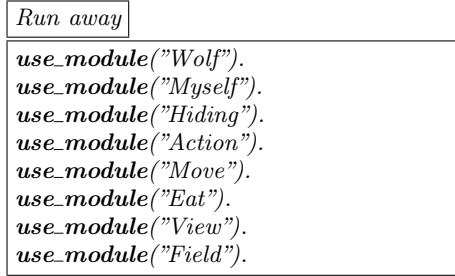 Run away
use_module("Wolf").
use_module("Myself").
use_module("Hiding").
use_module("Action").
use_module("Move").
use_module("Eat").
use_module("View").
use_module("Field").